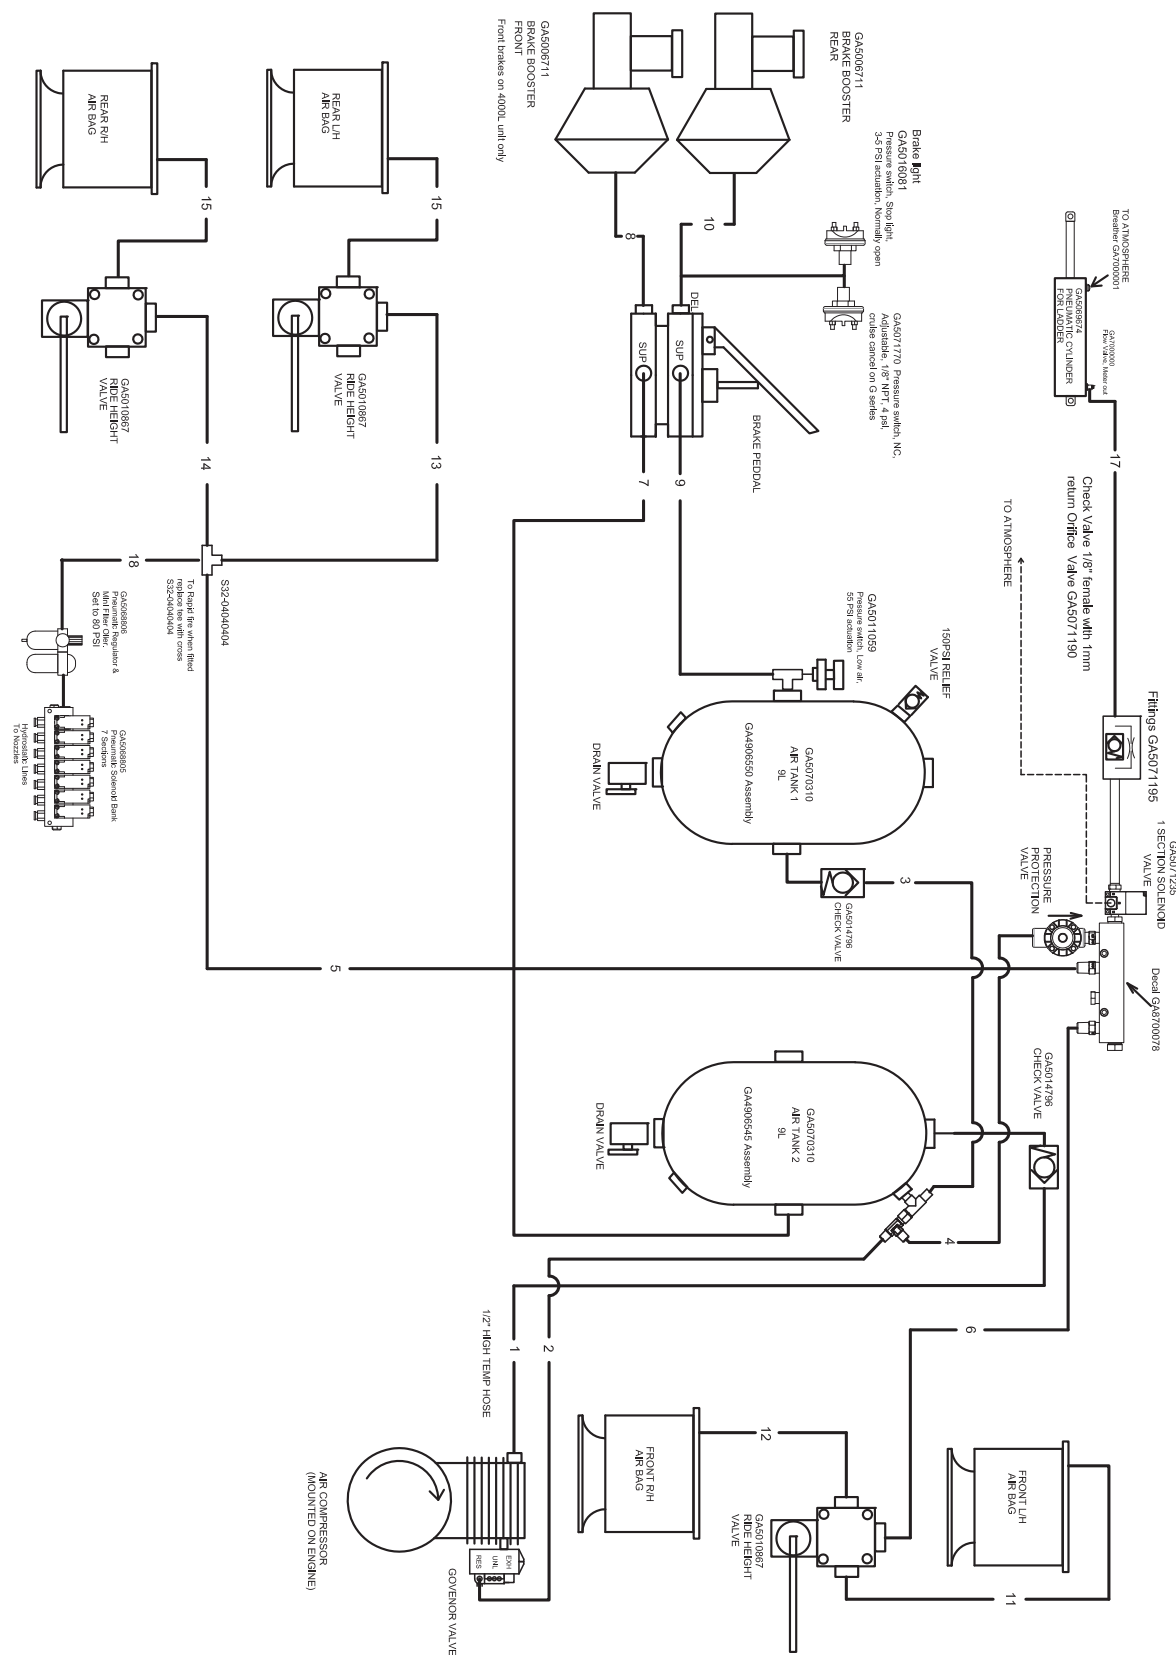 REAR R/H
AIR BAG
REAR L/H
AIR BAG
15
15
GA5010867
RIDE HEIGHT
VALVE
GA5010867
RIDE HEIGHT
VALVE
14
13
18
S32-04040404
To Rapid fire when fitted
replace tee with cross
S32-04040404
GA5068806
Pneumatic Regulator &
Mini Filter Oiler.
Set to 80 PSI
GA5068805
Pneumatic Solenoid Bank
7 Sections
Hydrostatic Lines
To Nozzles
GA5006711
BRAKE BOOSTER
FRONT
Front brakes on 4000L unit only
GA5006711
BRAKE BOOSTER
REAR
8
10
Brake light
GA5016081
Pressure switch, Stop light,
3-5 PSI actuation, Normally open
GA5071770 Pressure switch, NC,
Adjustable, 1/8" NPT, 4 psi,
cruise cancel on G series
DEL
SUP
SUP
BRAKE PEDDAL
7
9
TO ATMOSPHERE
Breather GA7000001
GA5069674
PNEUMATIC CYLINDER
FOR LADDER
GA7000000
Flow Valve, Meter out
17
Check Valve 1/8" female with 1mm
return Orifice Valve GA5071190
TO ATMOSPHERE
Fittings GA5071195
GA5071235
1 SECTION SOLENOID
VALVE
PRESSURE
PROTECTION
VALVE
Decal GA8700078
GA5011059
Pressure switch, Low air,
55 PSI actuation
150PSI RELIEF
VALVE
GA5070310
AIR TANK 1
9L
GA4906550 Assembly
DRAIN VALVE
3
GA5014796
CHECK VALVE
5
GA5014796
CHECK VALVE
GA5070310
AIR TANK 2
9L
GA4906545 Assembly
DRAIN VALVE
4
6
1
2
1/2" HIGH TEMP HOSE
AIR COMPRESSOR
(MOUNTED ON ENGINE)
EXH
UNL
RES
GOVENOR VALVE
FRONT R/H
AIR BAG
12
GA5010867
RIDE HEIGHT
VALVE
FRONT L/H
AIR BAG
11